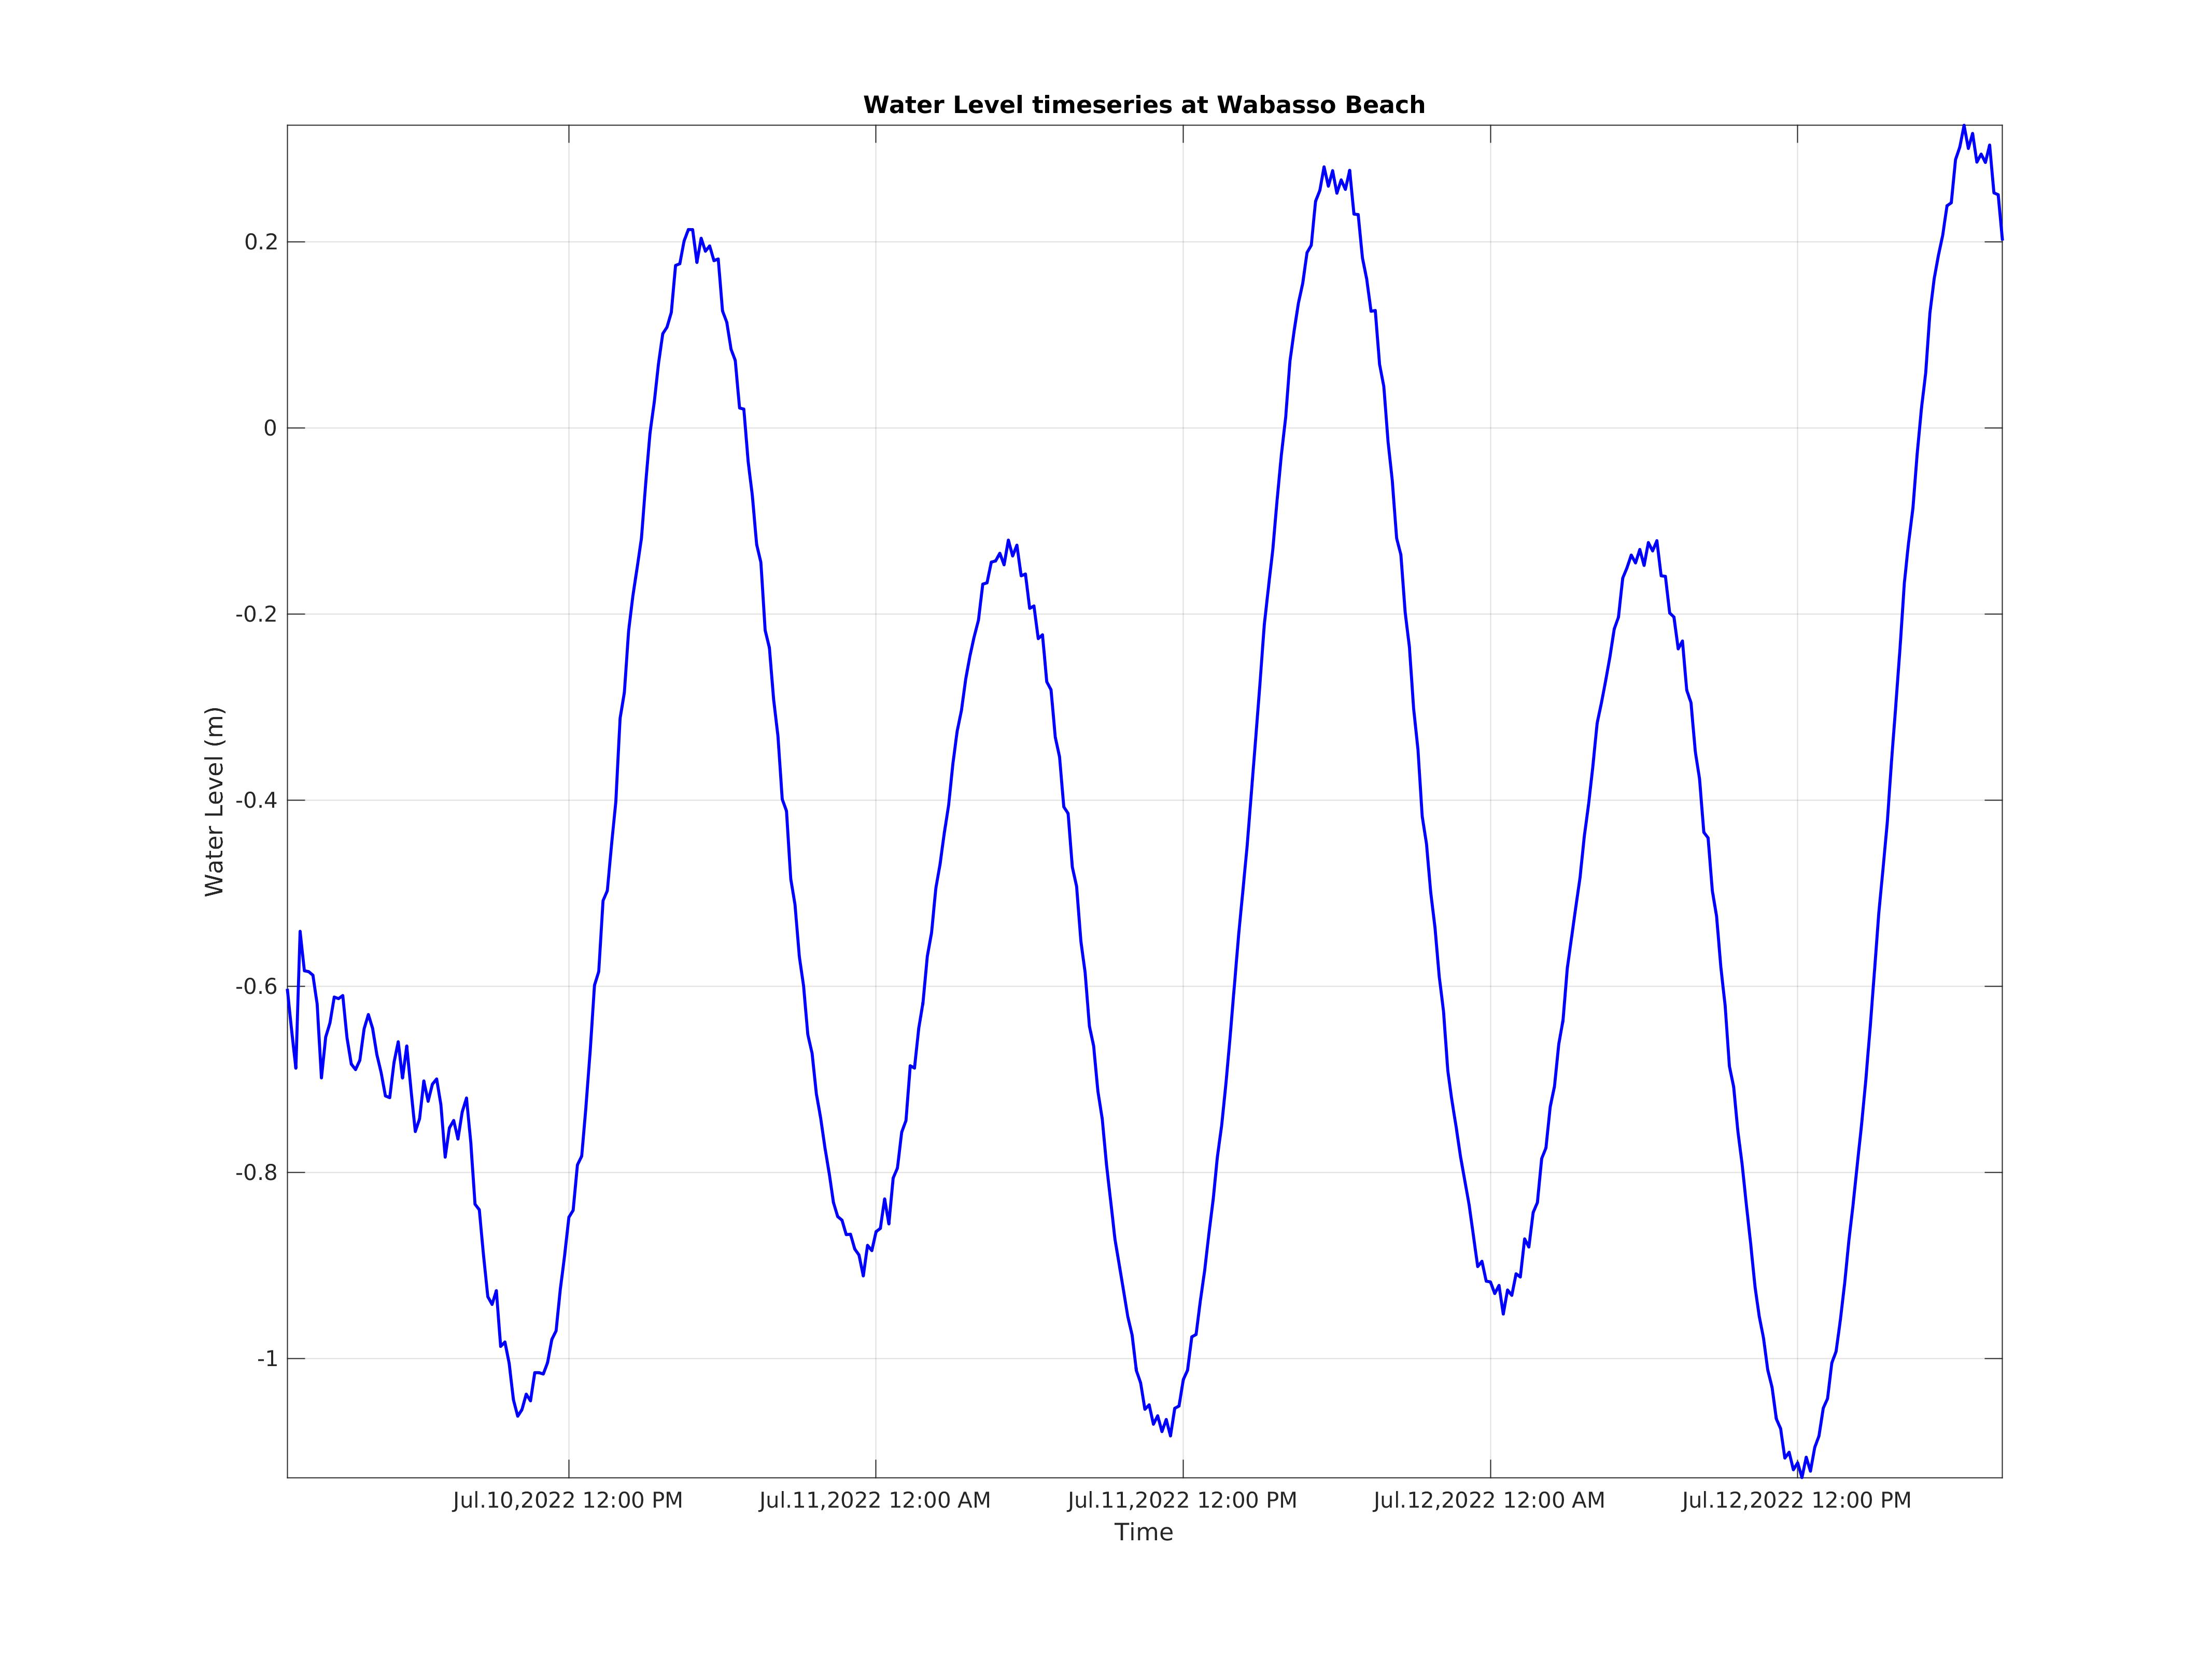 Water Level timeseries at Wabasso Beach
0.2
0
-0.2
-0.4
-0.6
-0.8
-1
Water Level (m)
Jul.10,2022 12:00 PM
Jul.11,2022 12:00 AM
Jul.11,2022 12:00 PM
Jul.12,2022 12:00 AM
Jul.12,2022 12:00 PM
Time